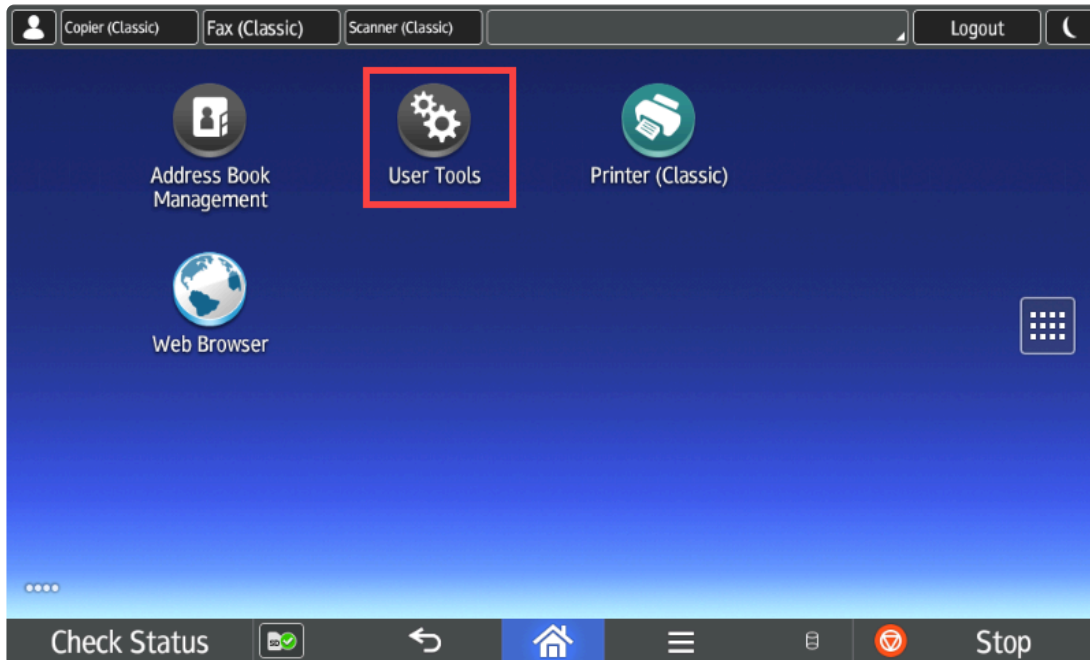 Copier (Classic)
Fax (Classic)
Scanner (Classic)
Logout
Address Book
Management
User Tools
Printer (Classic)
Web Browser
Check Status
SD
Stop